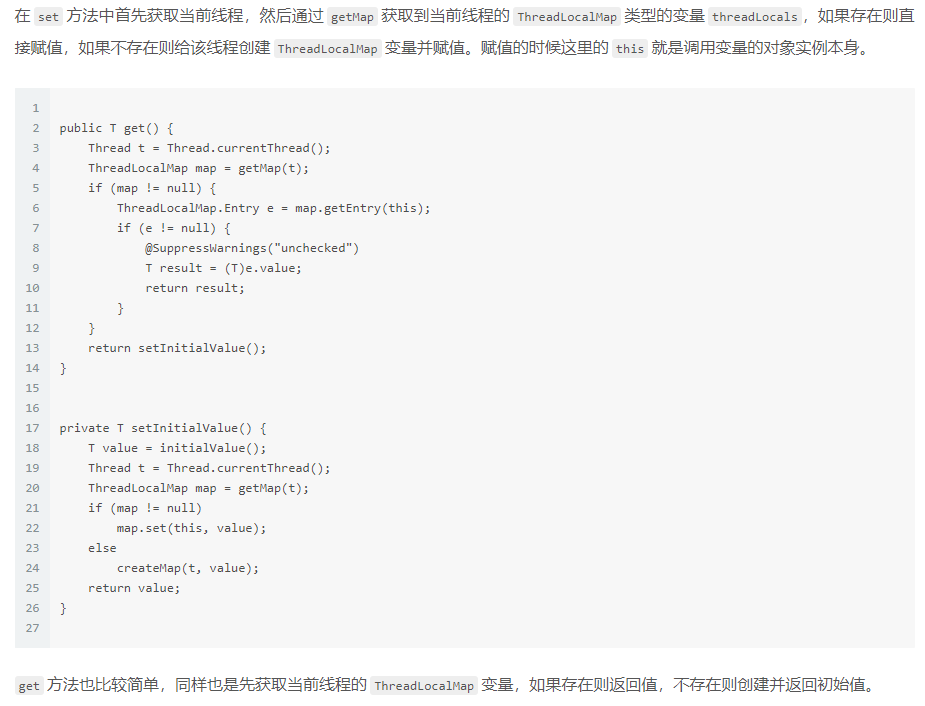 在 set 方法中首先获取当前线程，然后通过 getMap 获取到当前线程的 ThreadLocalMap 类型的变量 threadLocals，如果存在则直
接赋值，如果不存在则给该线程创建 ThreadLocalMap 变量并赋值。赋值的时候这里的 this 就是调用变量的对象实例本身。
1
2 public T get() {
3     Thread t = Thread.currentThread();
4     ThreadLocalMap map = getMap(t);
5     if (map != null) {
6         ThreadLocalMap.Entry e = map.getEntry(this);
7         if (e != null) {
8             @SuppressWarnings("unchecked")
9             T result = (T)e.value;
10             return result;
11         }
12     }
13     return setInitialValue();
14 }
15
16
17 private T setInitialValue() {
18     T value = initialValue();
19     Thread t = Thread.currentThread();
20     ThreadLocalMap map = getMap(t);
21     if (map != null)
22         map.set(this, value);
23     else
24         createMap(t, value);
25     return value;
26 }
27
get 方法也比较简单，同样也是先获取当前线程的 ThreadLocalMap 变量，如果存在则返回值，不存在则创建并返回初始值。